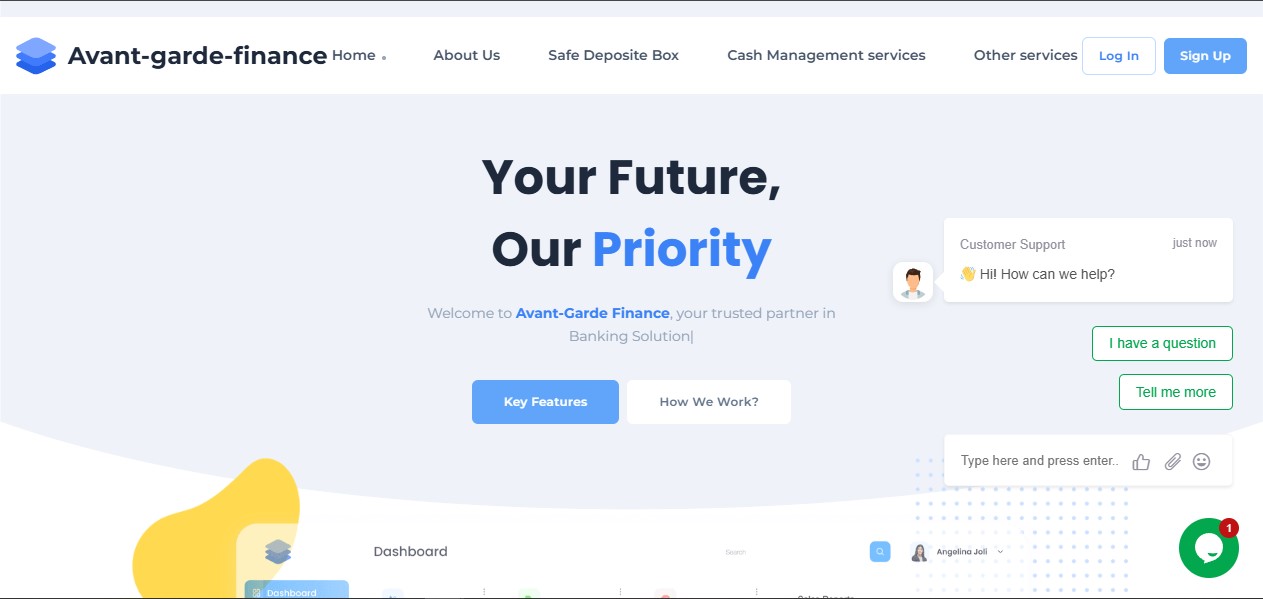 Avant-garde-finance
Home
About Us
Safe Deposite Box
Cash Management services
Other services
Log In
Sign Up
Your Future,
Our Priority
Welcome to Avant-Garde Finance, your trusted partner in
Banking Solution|
Key Features
How We Work?
Customer Support
just now
👋 Hi! How can we help?
I have a question
Tell me more
Type here and press enter..
1
Dashboard
Search
Angelina Joli
Dashboard
Sales Reports